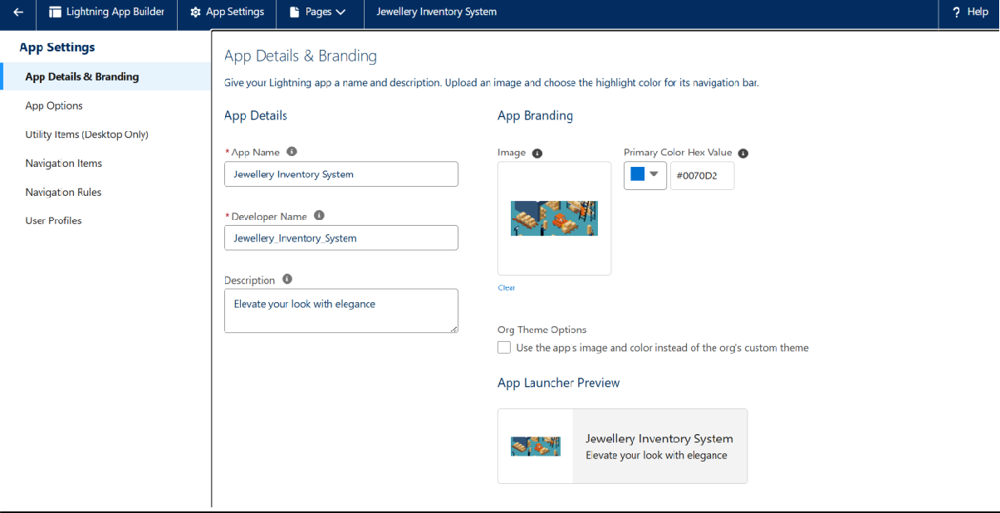 Lightning App Builder
App Settings
Pages
Jewellery Inventory System
? Help
App Settings
App Details & Branding
App Options
Utility Items (Desktop Only)
Navigation Items
Navigation Rules
User Profiles
App Details & Branding
Give your Lightning app a name and description. Upload an image and choose the highlight color for its navigation bar.
App Details
* App Name
Jewellery Inventory System
* Developer Name
Jewellery_Inventory_System
Description
Elevate your look with elegance
App Branding
Image
Primary Color Hex Value
#0070D2
Clear
Org Theme Options
Use the app's image and color instead of the org's custom theme
App Launcher Preview
Jewellery Inventory System
Elevate your look with elegance